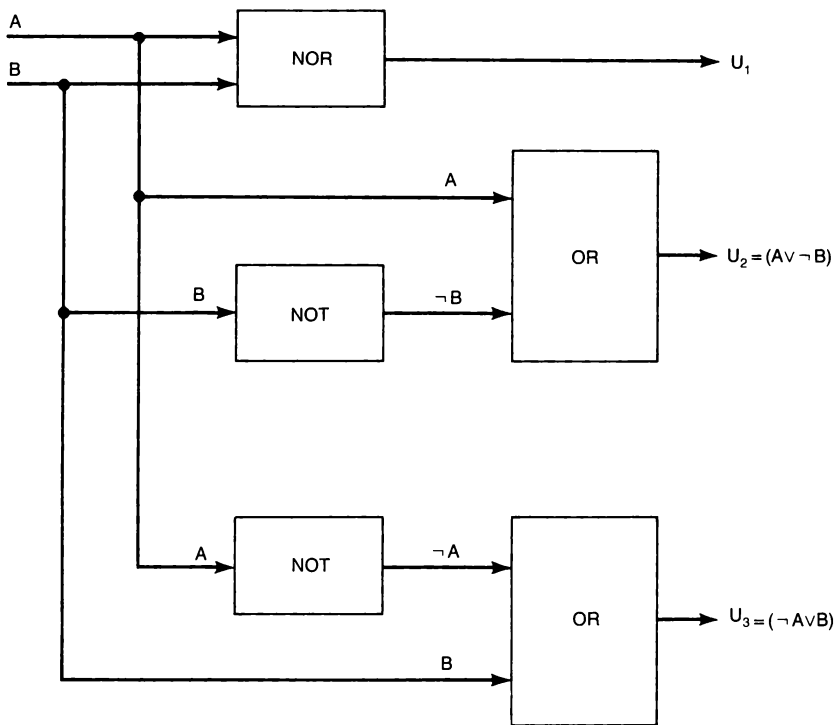 A
B
NOR
U₁
A
OR
U₂ = (A∨ ¬ B)
B
NOT
¬ B
A
NOT
¬ A
OR
U₃ = (¬ A∨B)
B